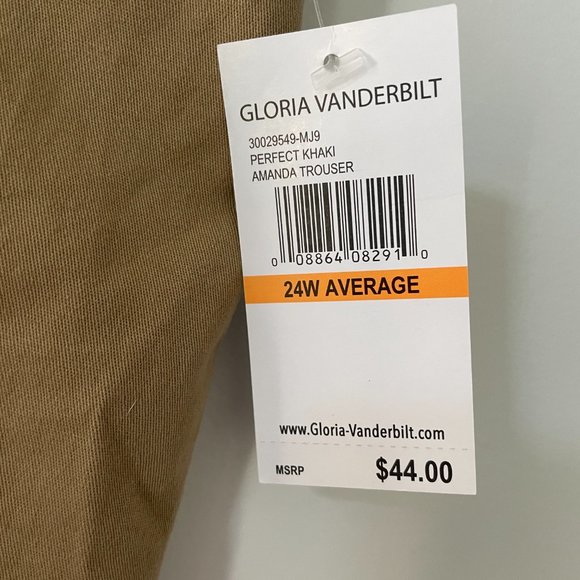 GLORIA VANDERBILT
30029549-MJ9
PERFECT KHAKI
AMANDA TROUSER
0 08864 08291 0
24W AVERAGE
www.Gloria-Vanderbilt.com
MSRP $44.00